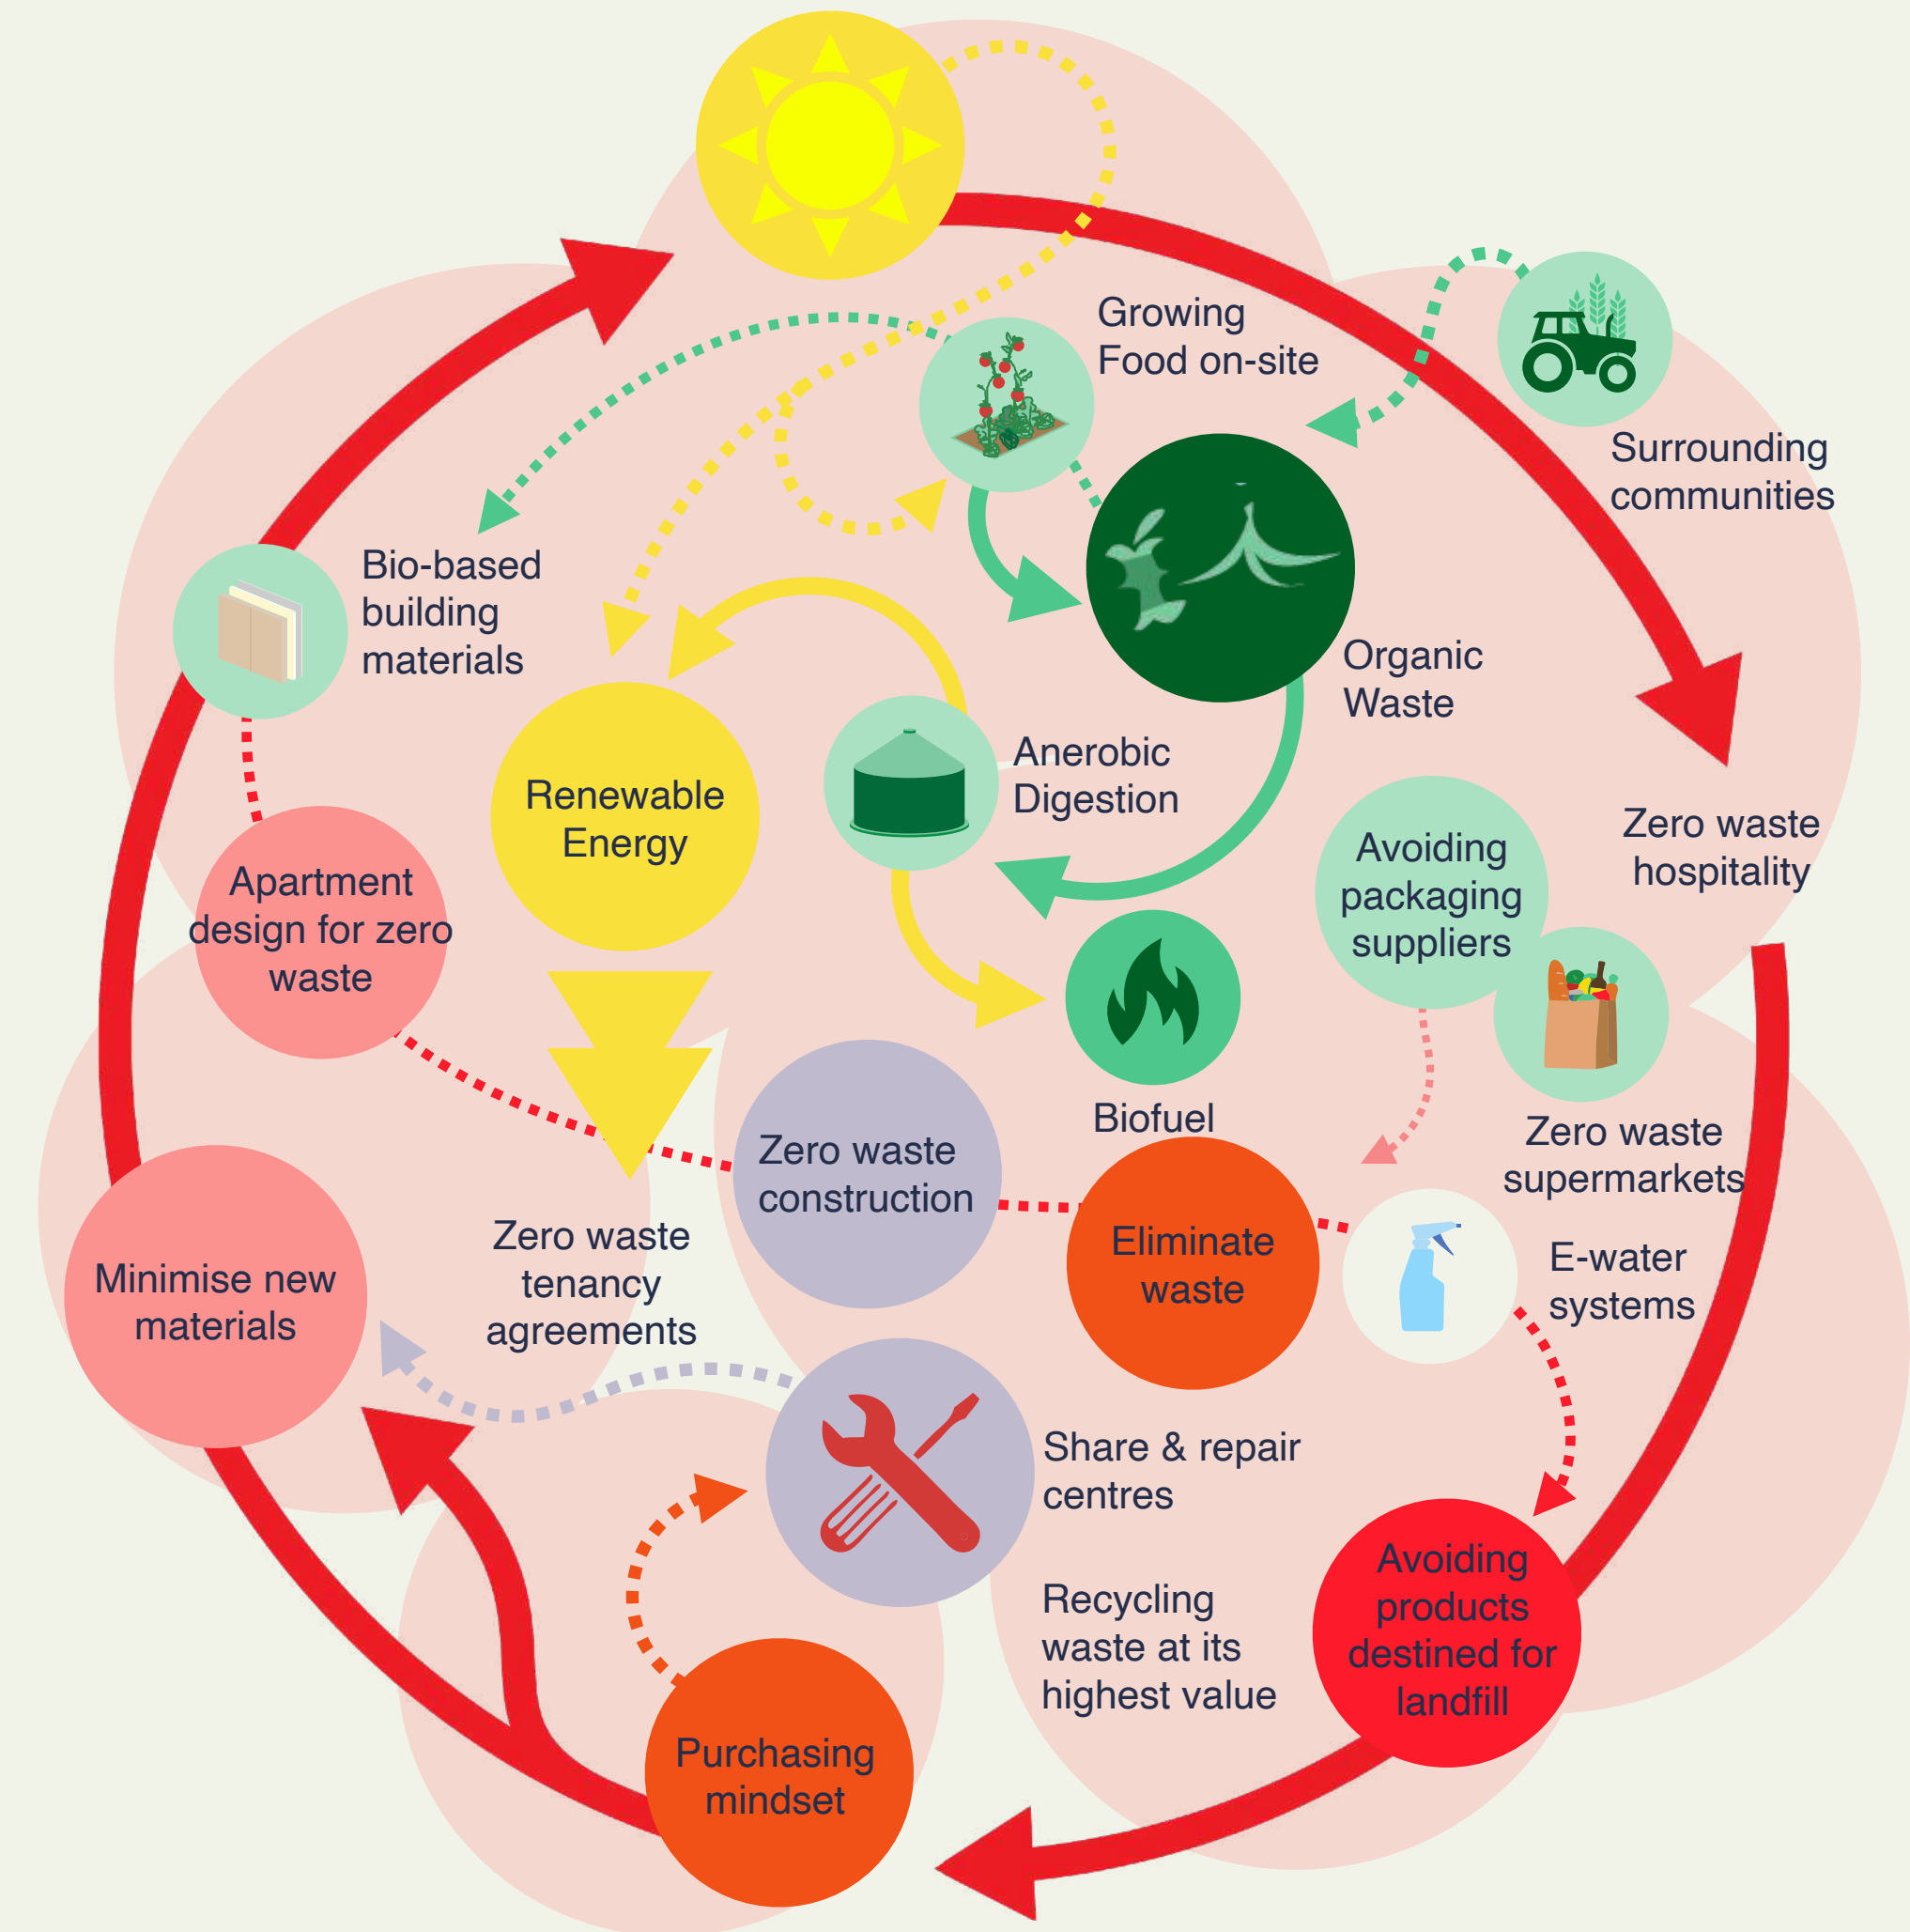 Growing
Food on-site
Surrounding
communities
Bio-based
building
materials
Organic
Waste
Renewable
Energy
Anerobic
Digestion
Avoiding
packaging
suppliers
Zero waste
hospitality
Apartment
design for zero
waste
Biofuel
Zero waste
supermarkets
Zero waste
construction
Eliminate
waste
E-water
systems
Minimise new
materials
Zero waste
tenancy
agreements
Share & repair
centres
Recycling
waste at its
highest value
Avoiding
products
destined for
landfill
Purchasing
mindset